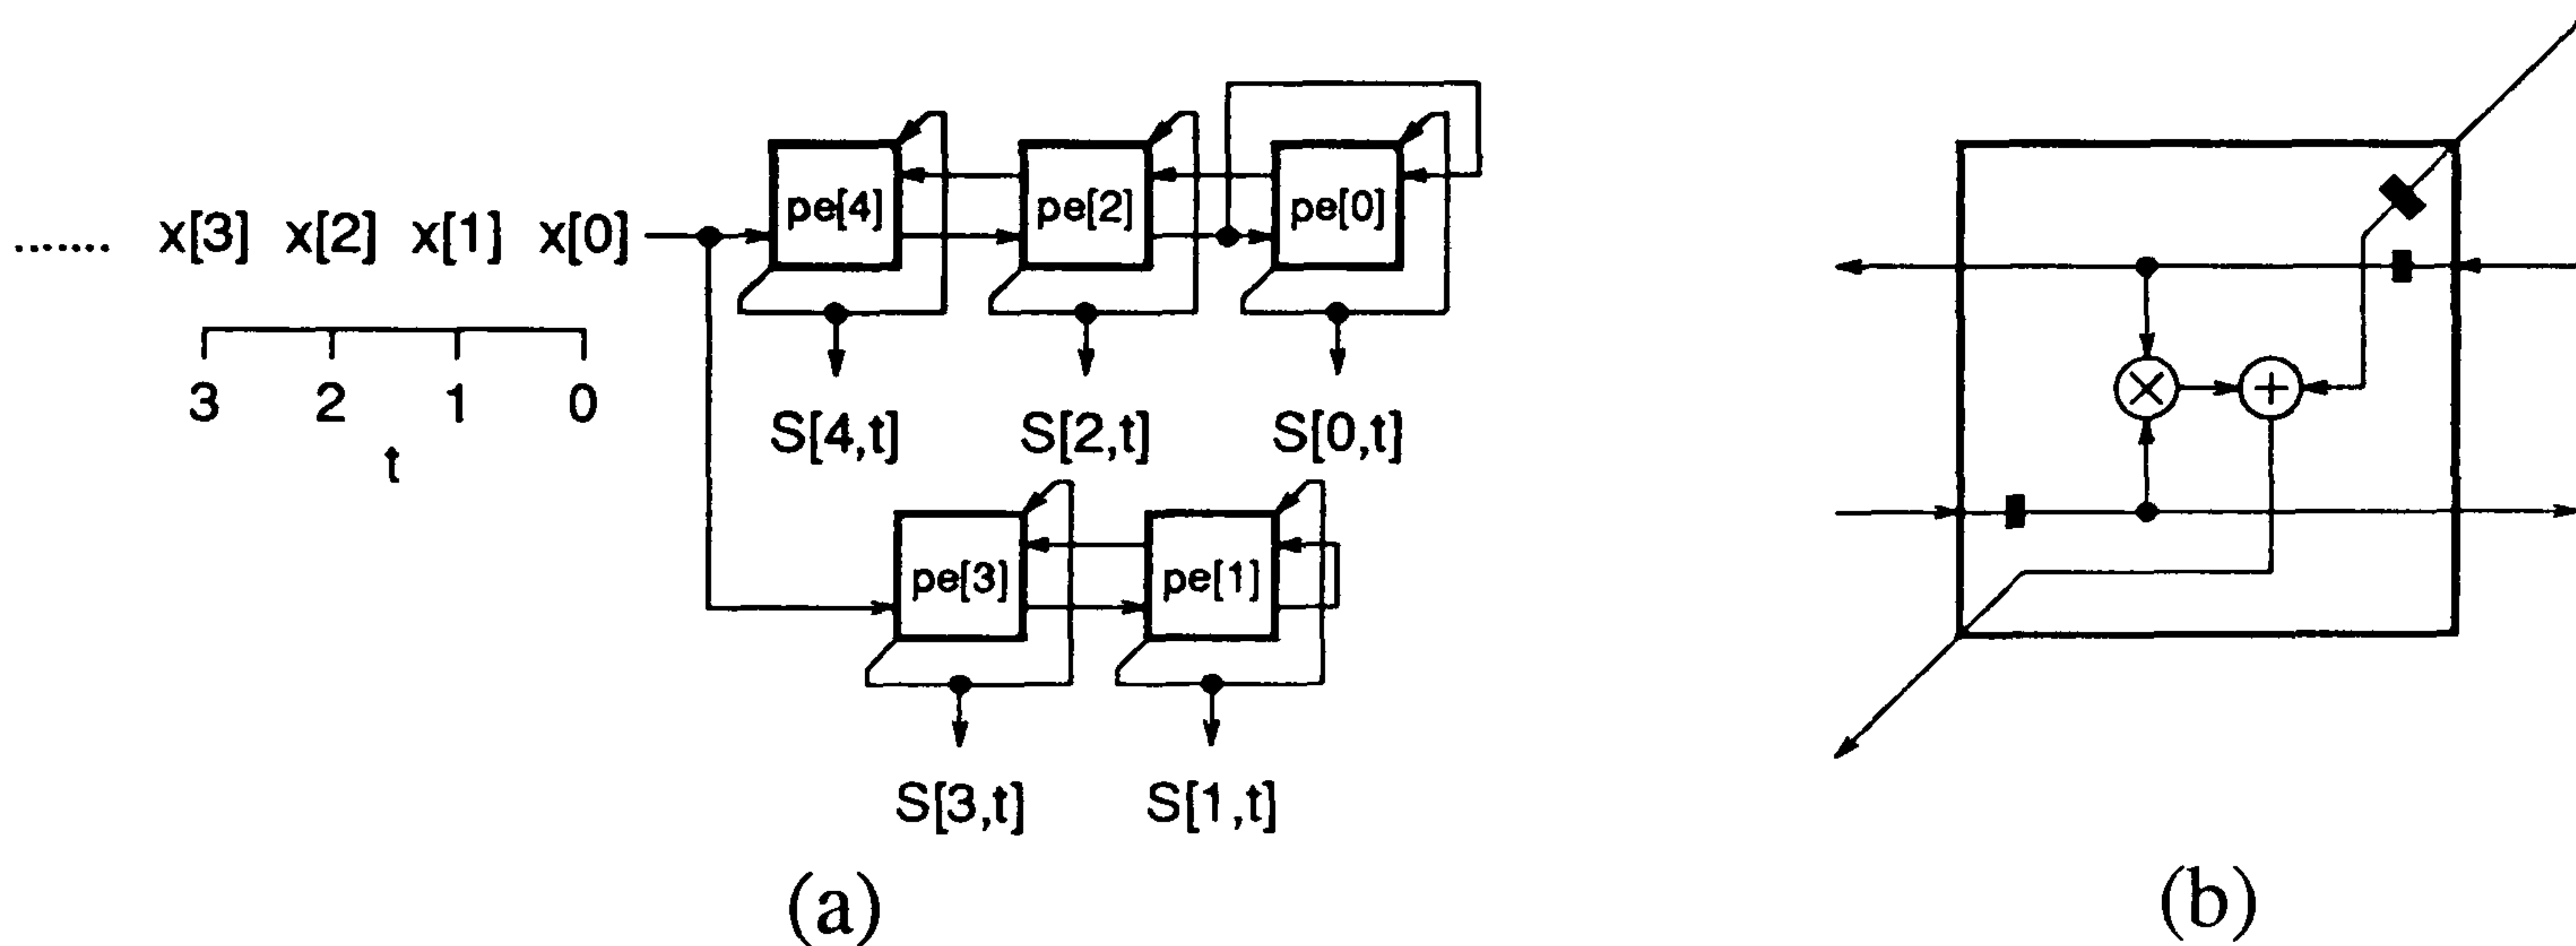 pe[4] pe[2] pe[0]
....... x[3] x[2] x[1] x[0]
3 2 1 0
t
S[4,t] S[2,t] S[0,t]
pe[3] pe[1]
S[3,t] S[1,t]
(a) (b)